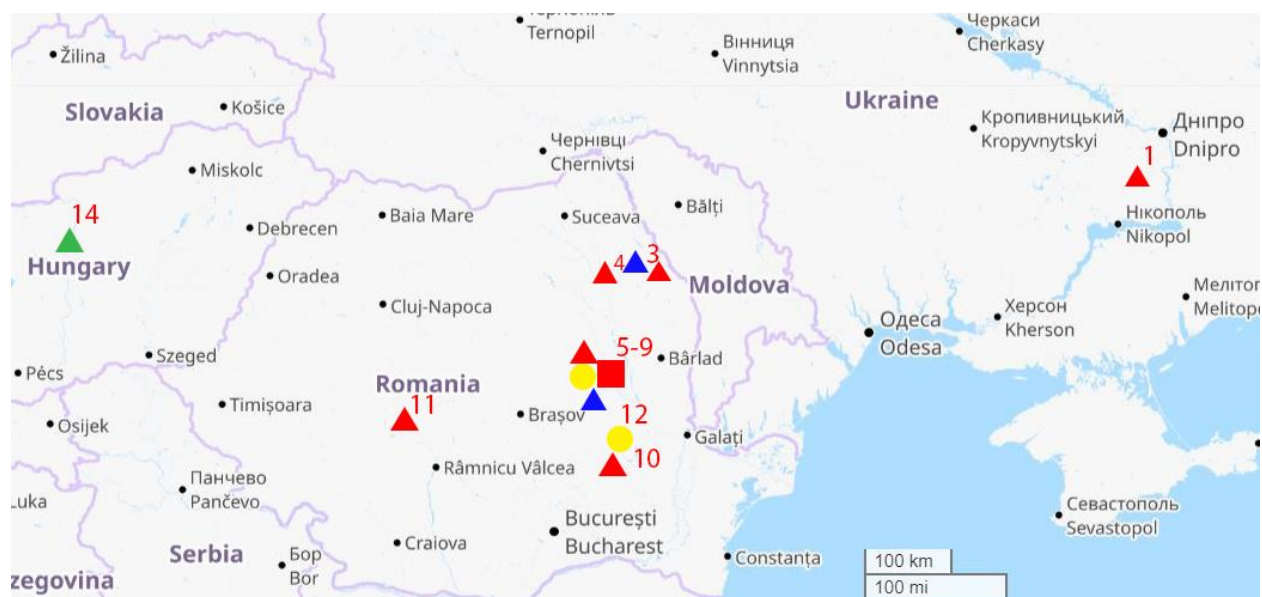 Ternopil
Žilina
Вінниця
Vinnytsia
Черкаси
Cherkasy
Slovakia
Košice
Ukraine
Кропивницький
Kropyvnytskyi
Дніпро
Dnipro
Чернівці
Chernivtsi
Miskolc
1
14
Hungary
Debrecen
Baia Mare
Suceava
Bălți
Нікополь
Nikopol
Oradea
4
3
Moldova
Cluj-Napoca
Мелітоп
Melitop
Херсон
Kherson
Одеса
Odesa
Szeged
5-9
Bârlad
Pécs
Romania
Timișoara
11
Brașov
12
Osijek
Galați
10
Râmnicu Vâlcea
Панчево
Pančevo
Luka
Севастополь
Sevastopol
București
Bucharest
Craiova
Serbia
Бор
Bor
Constanța
zegovina
100 km
100 mi